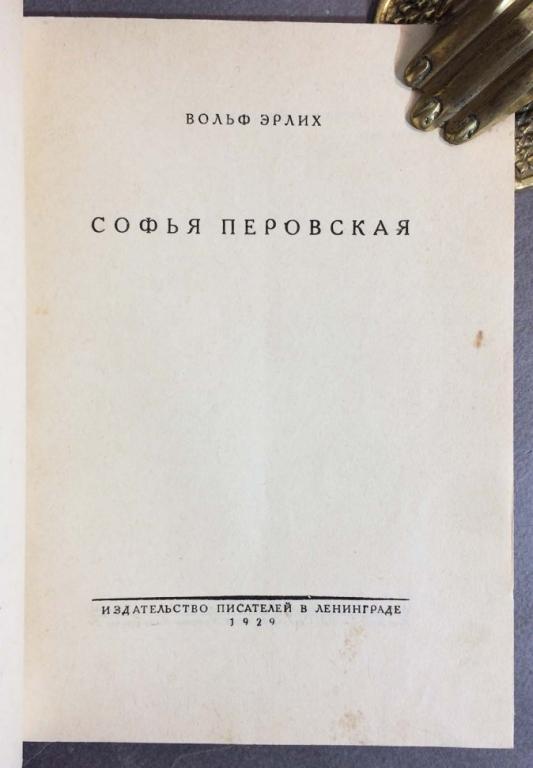 ВОЛЬФ ЭРЛИХ
СОФЬЯ ПЕРОВСКАЯ
ИЗДАТЕЛЬСТВО ПИСАТЕЛЕЙ В ЛЕНИНГРАДЕ
1929